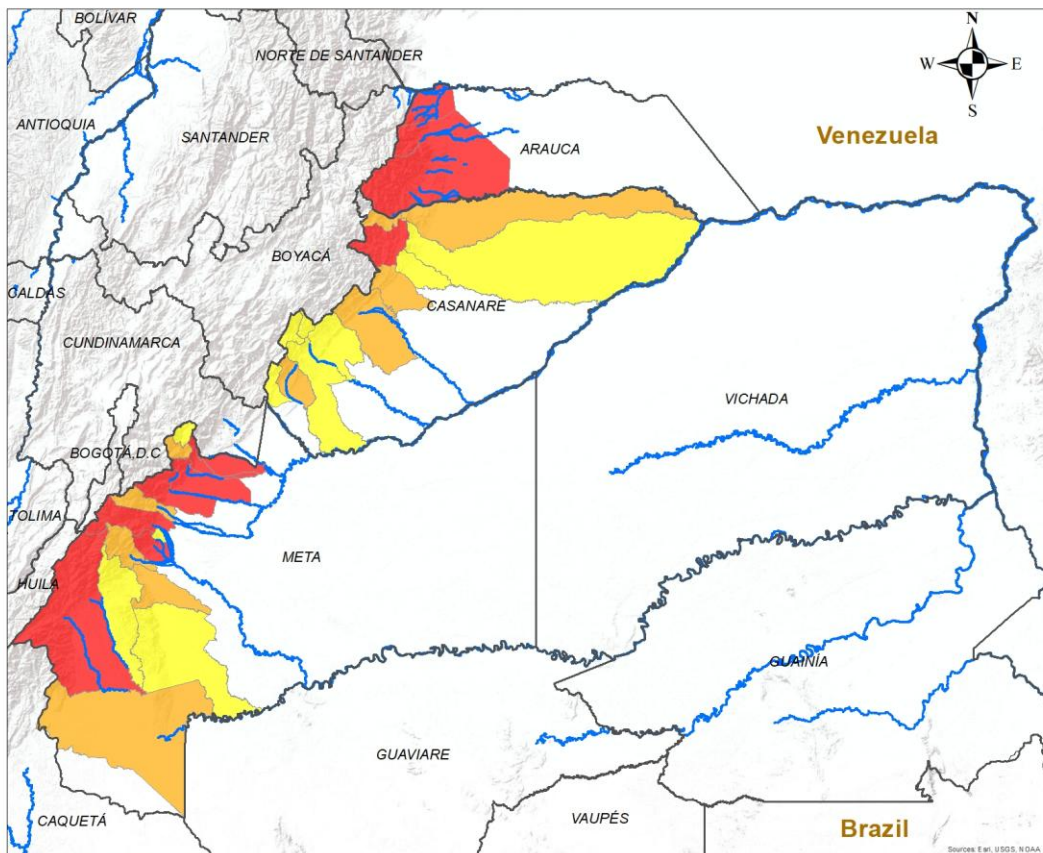 BOLÍVAR
N
NORTE DE SANTANDER
W
E
S
ANTIOQUIA
SANTANDER
Venezuela
ARAUCA
BOYACÁ
CALDAS
CASANARE
CUNDINAMARCA
VICHADA
BOGOTÁ,D.C
TOLIMA
META
HUILA
GUAINÍA
GUAVIARE
CAQUETÁ
VAUPÉS
Brazil
Sources: Esri, USGS, NOAA